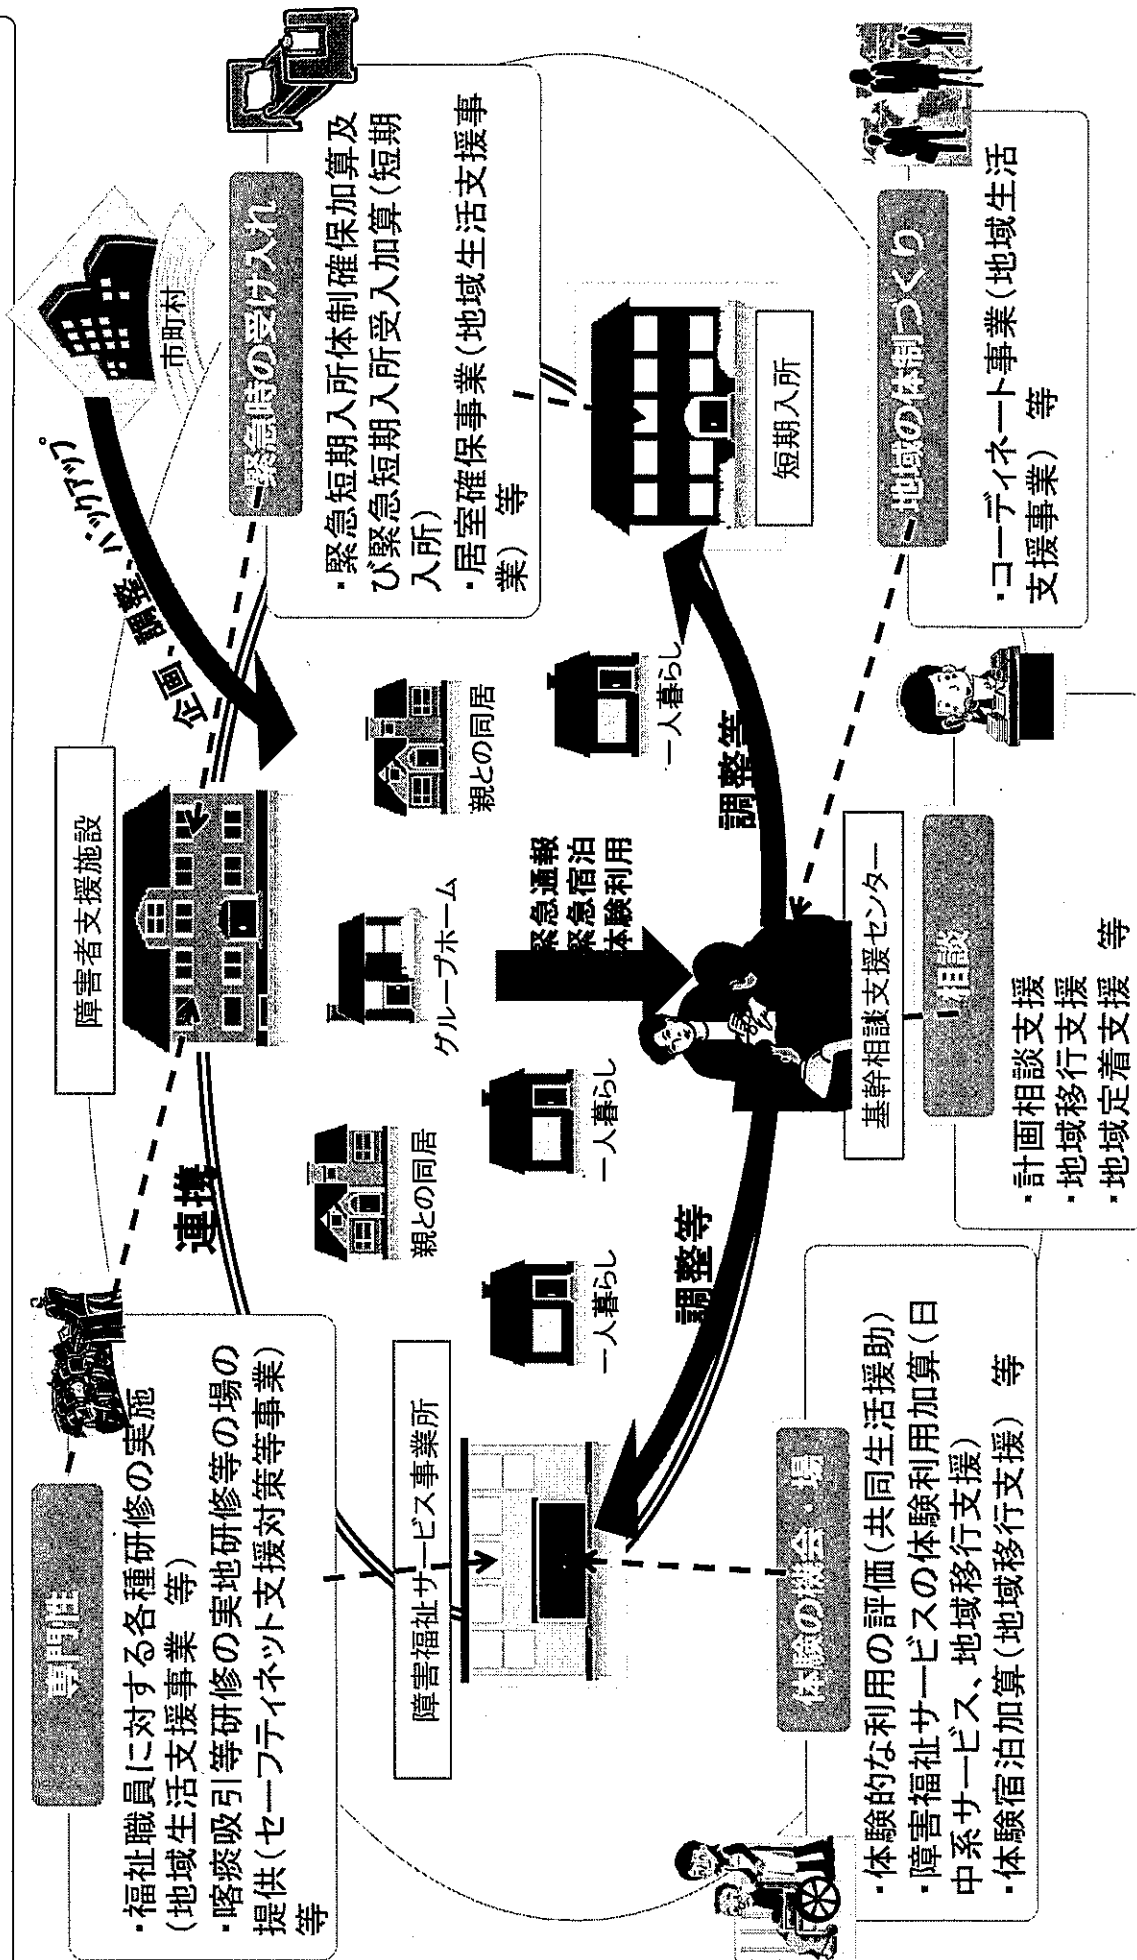 専門性
・福祉職員に対する各種研修の実施
(地域生活支援事業 等)
・喀痰吸引等研修の実地研修等の場の
提供(セーフティネット支援対策等事業)
等
障害者支援施設
連携
企画、調整、バックアップ
市町村
緊急時の受け入れ
・緊急短期入所体制確保加算及
び緊急短期入所受入加算(短期
入所)
・居室確保事業(地域生活支援事
業) 等
障害福祉サービス事業所
親との同居
グループホーム
親との同居
一人暮らし
一人暮らし
一人暮らし
緊急通報
緊急宿泊
体験利用
短期入所
調整等
調整等
基幹相談支援センター
体験の機会・場
・体験的な利用の評価(共同生活援助)
・障害福祉サービスの体験利用加算(日
中系サービス、地域移行支援)
・体験宿泊加算(地域移行支援) 等
相談
・計画相談支援
・地域移行支援
・地域定着支援 等
地域の体制づくり
・コーディネート事業(地域生活
支援事業) 等